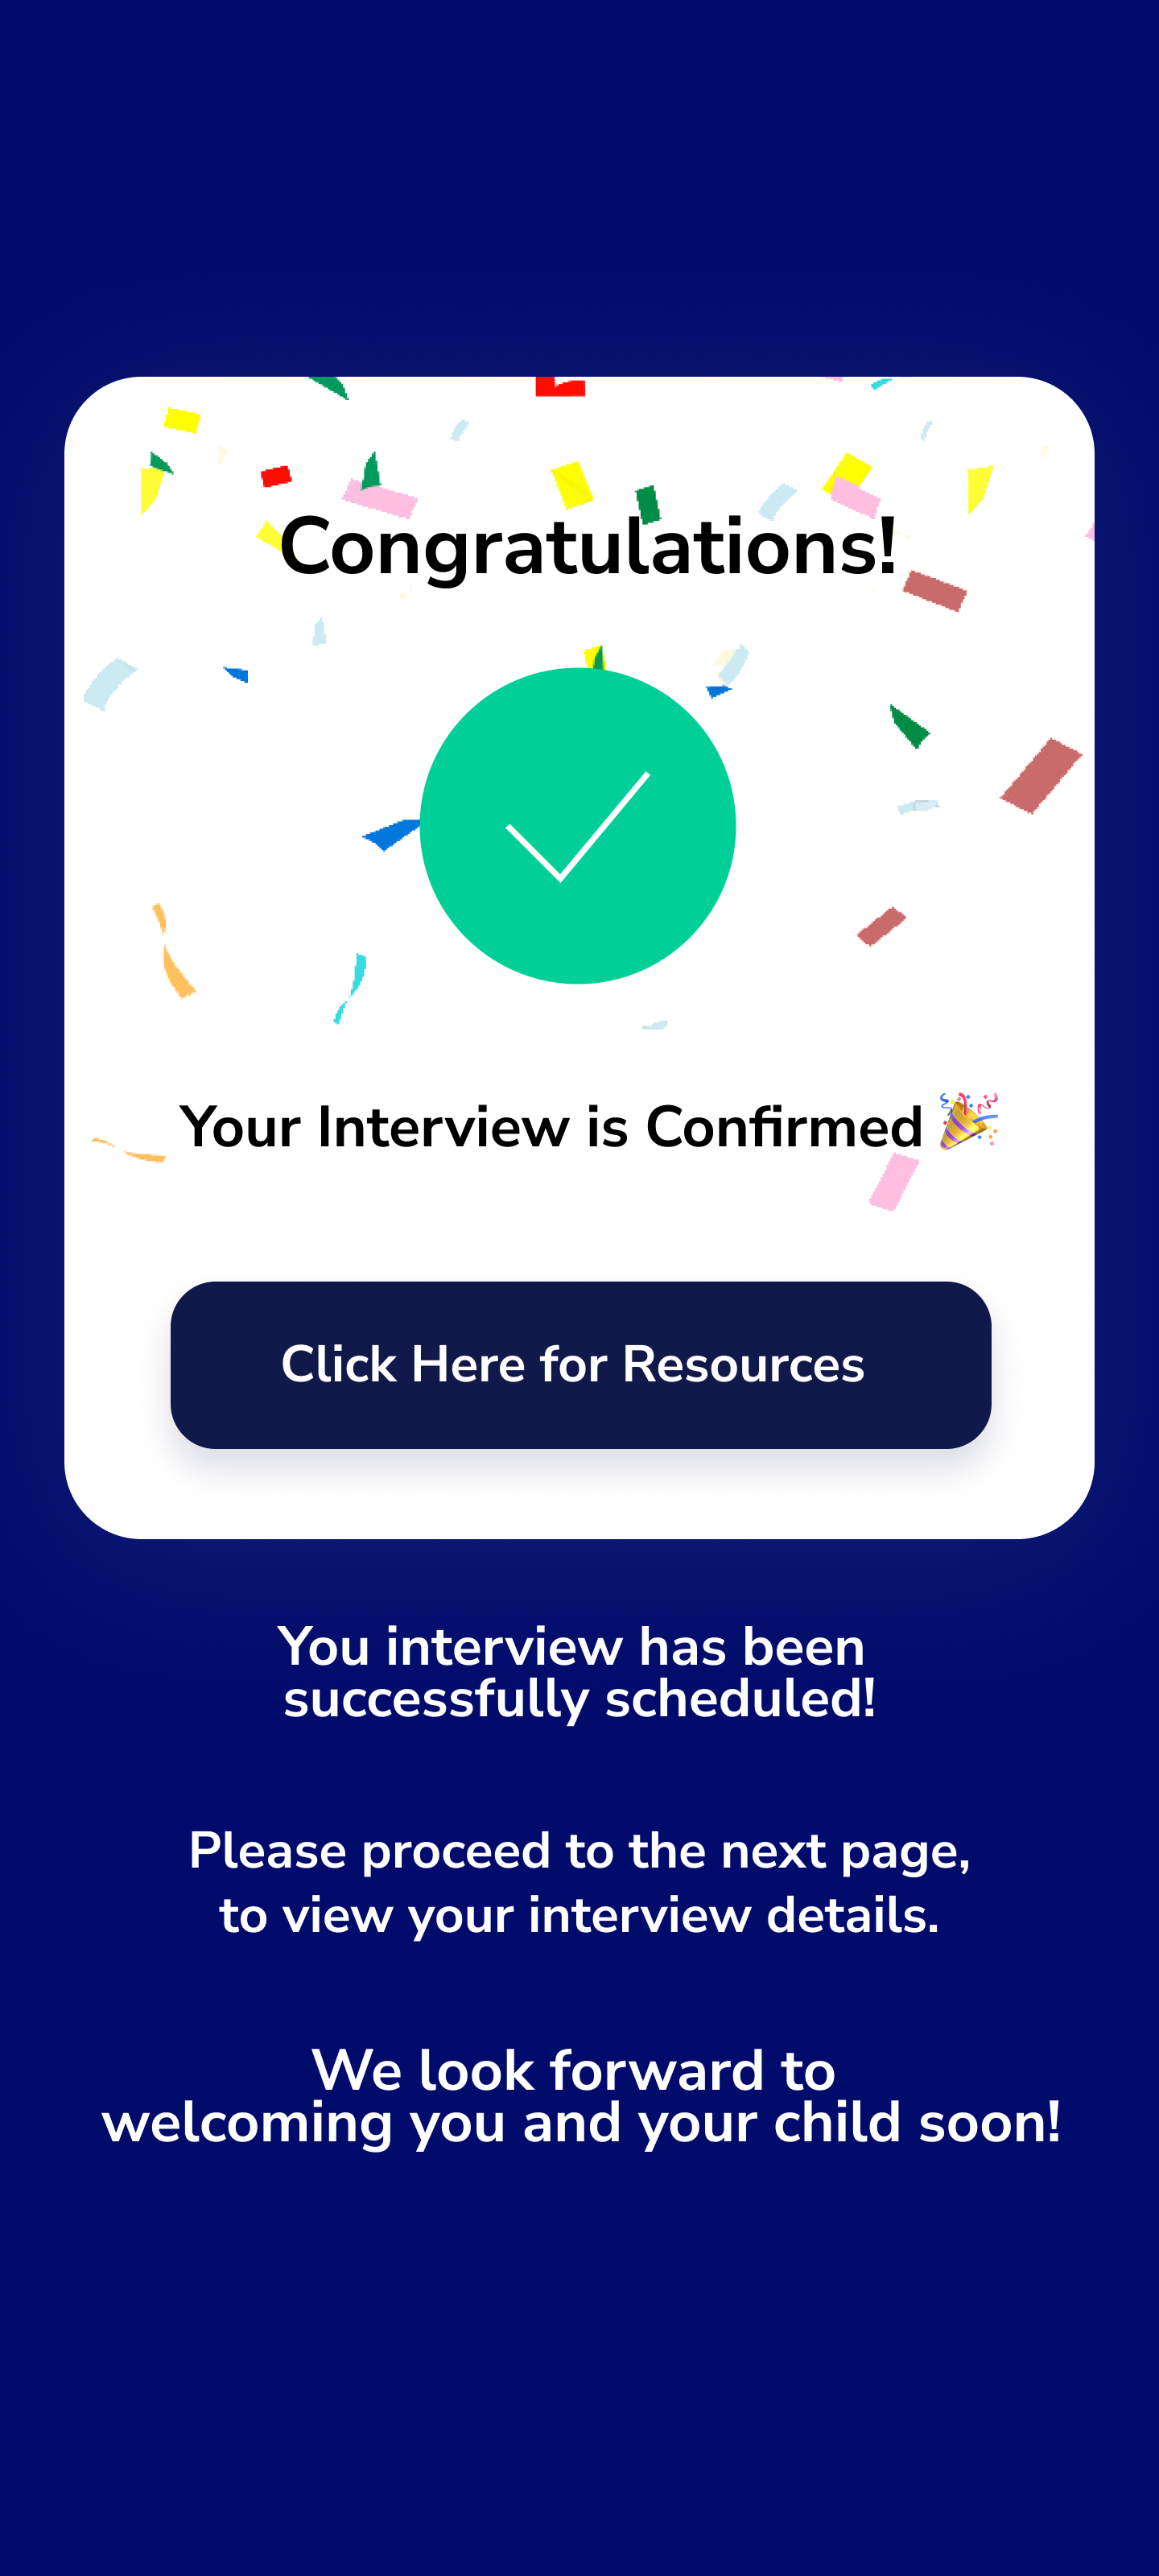 Congratulations!
Your Interview is Confirmed 🎉
Click Here for Resources
You interview has been
successfully scheduled!
Please proceed to the next page,
to view your interview details.
We look forward to
welcoming you and your child soon!